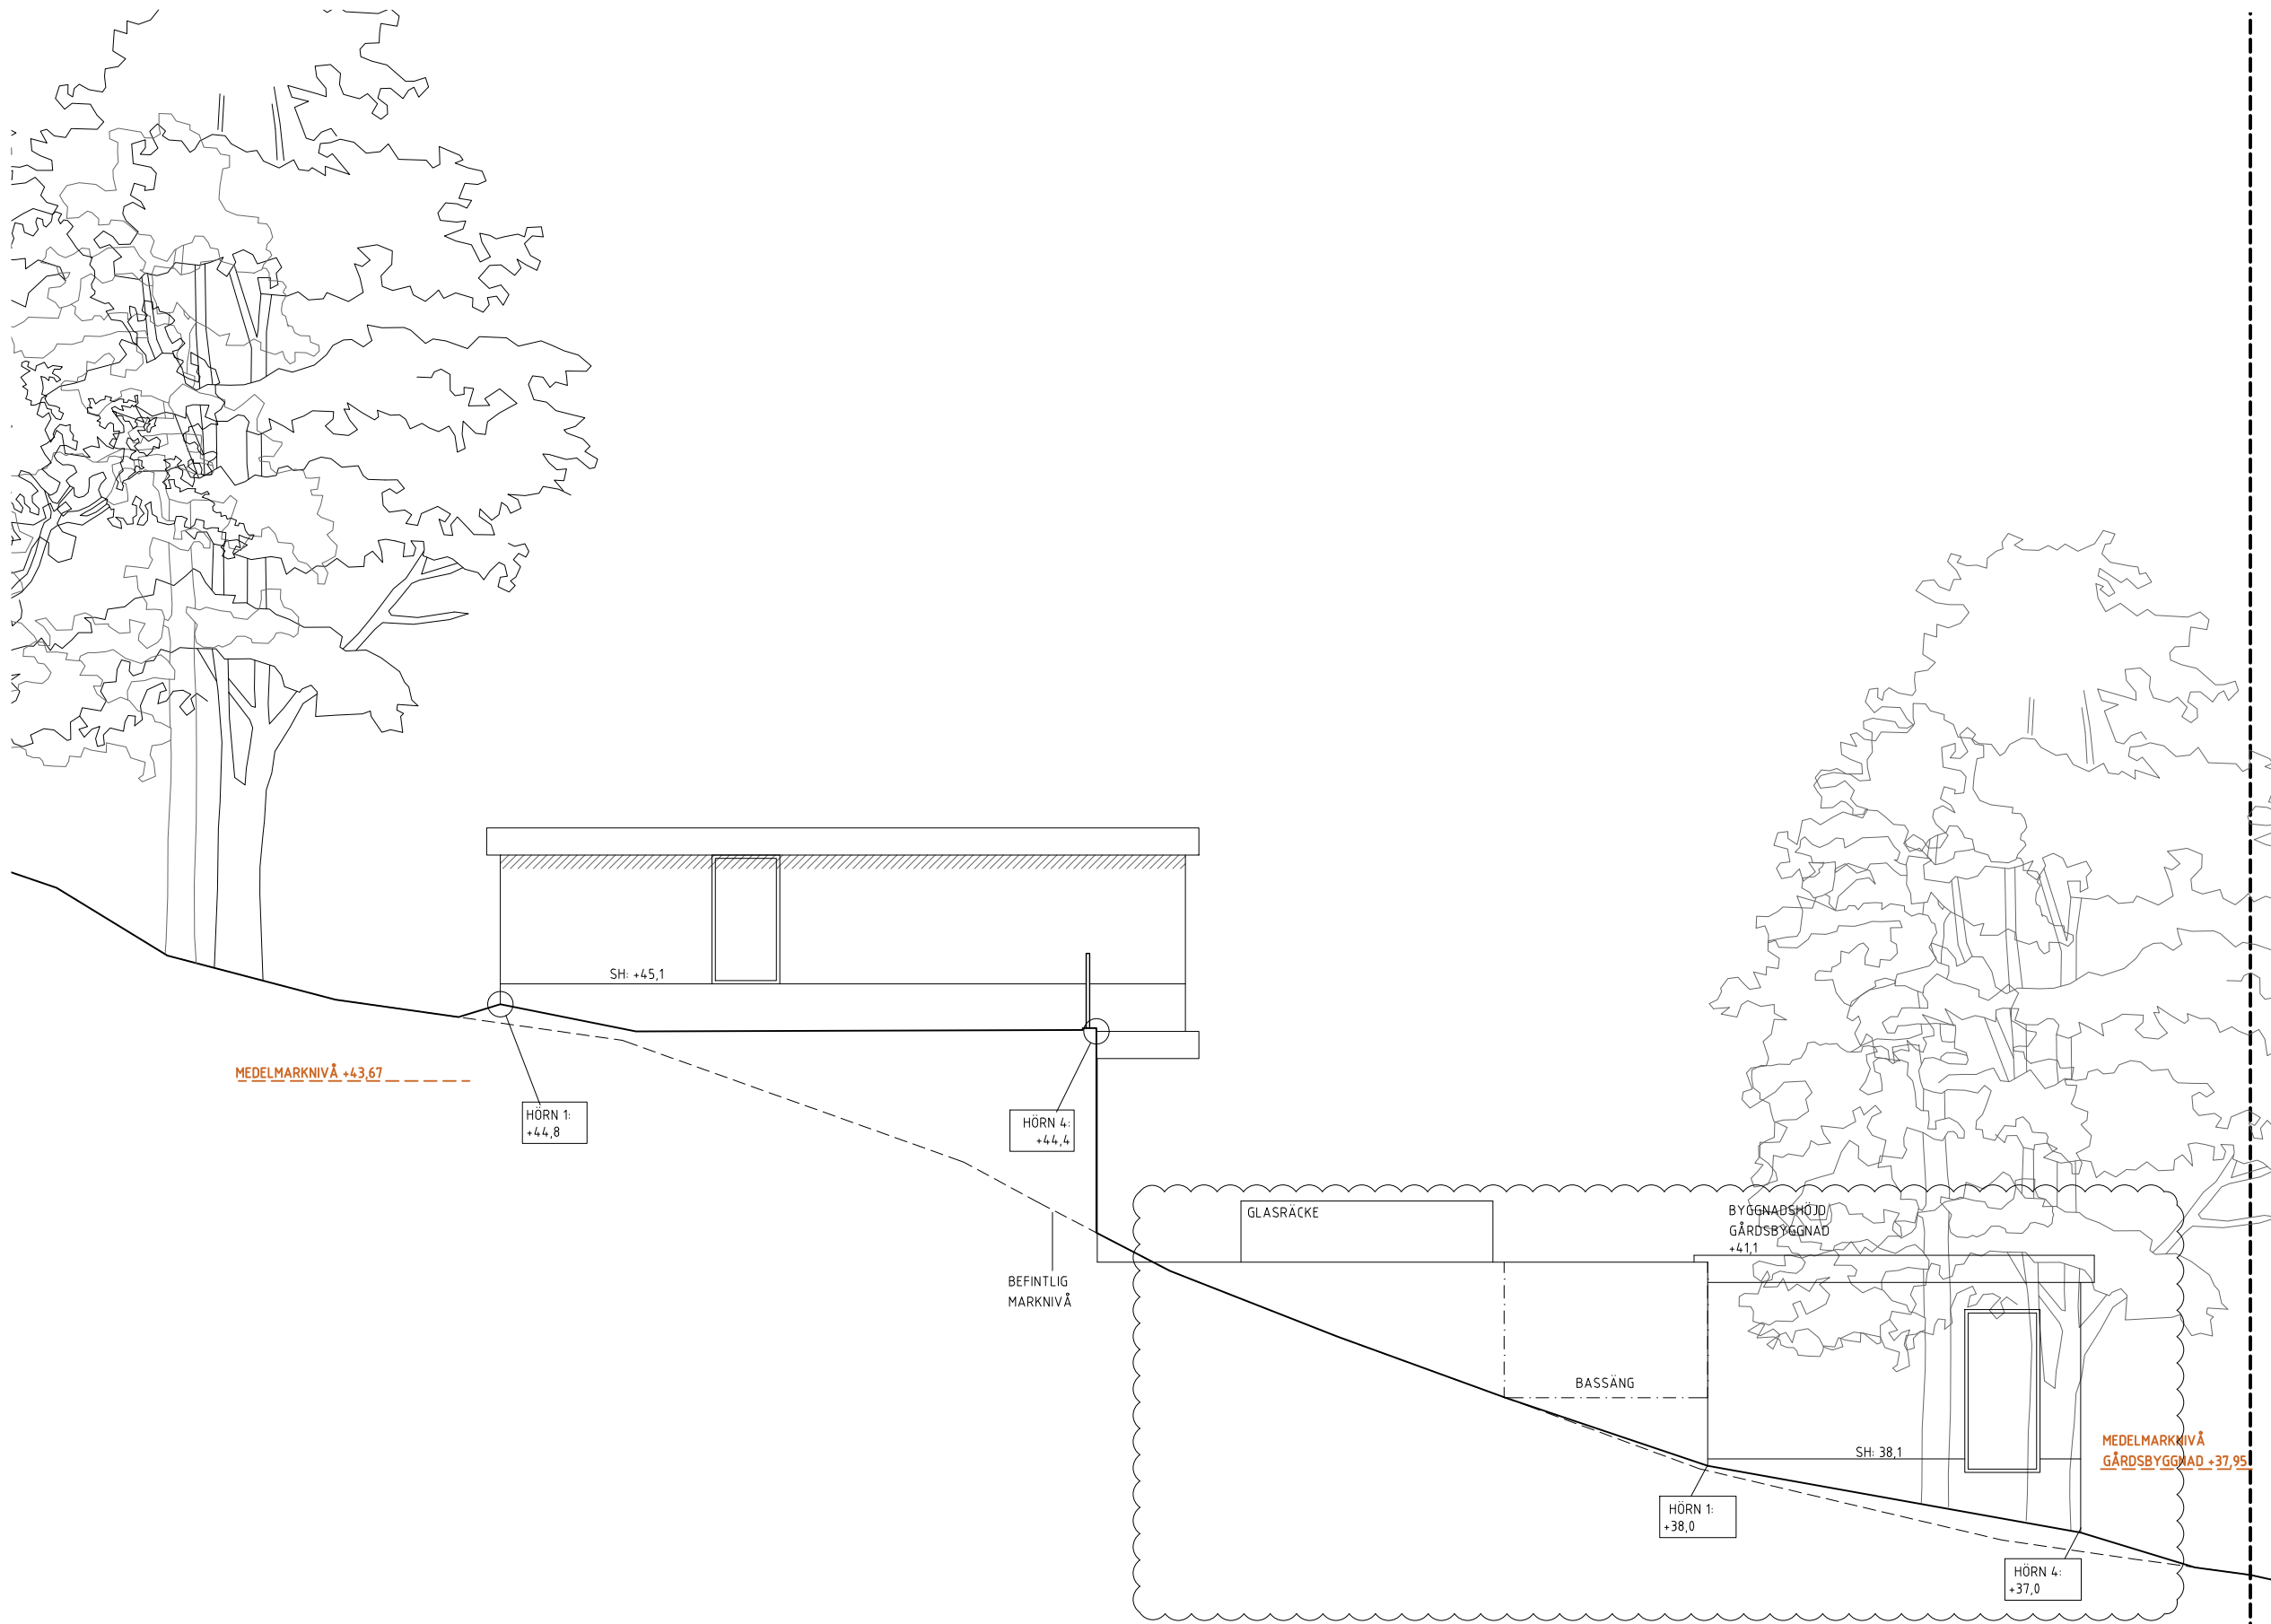 SH: +45,1
MEDELMARKNIVÅ +43,67
HÖRN 1:
+44,8
HÖRN 4:
+44,4
GLASRÄCKE
BYGGNADSHÖJD
GÅRDSBYGGNAD
+41,1
BEFINTLIG
MARKNIVÅ
BASSÄNG
SH: 38,1
MEDELMARKNIVÅ
GÅRDSBYGGNAD +37,95
HÖRN 1:
+38,0
HÖRN 4:
+37,0